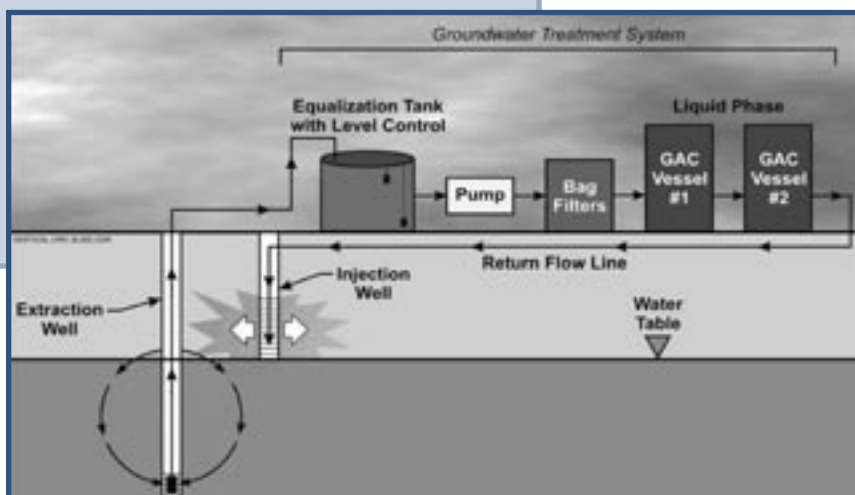 Groundwater Treatment System
Equalization Tank
with Level Control
Liquid Phase
Pump
Bag
Filters
GAC
Vessel
#1
GAC
Vessel
#2
Return Flow Line
Injection
Well
Extraction
Well
Water
Table